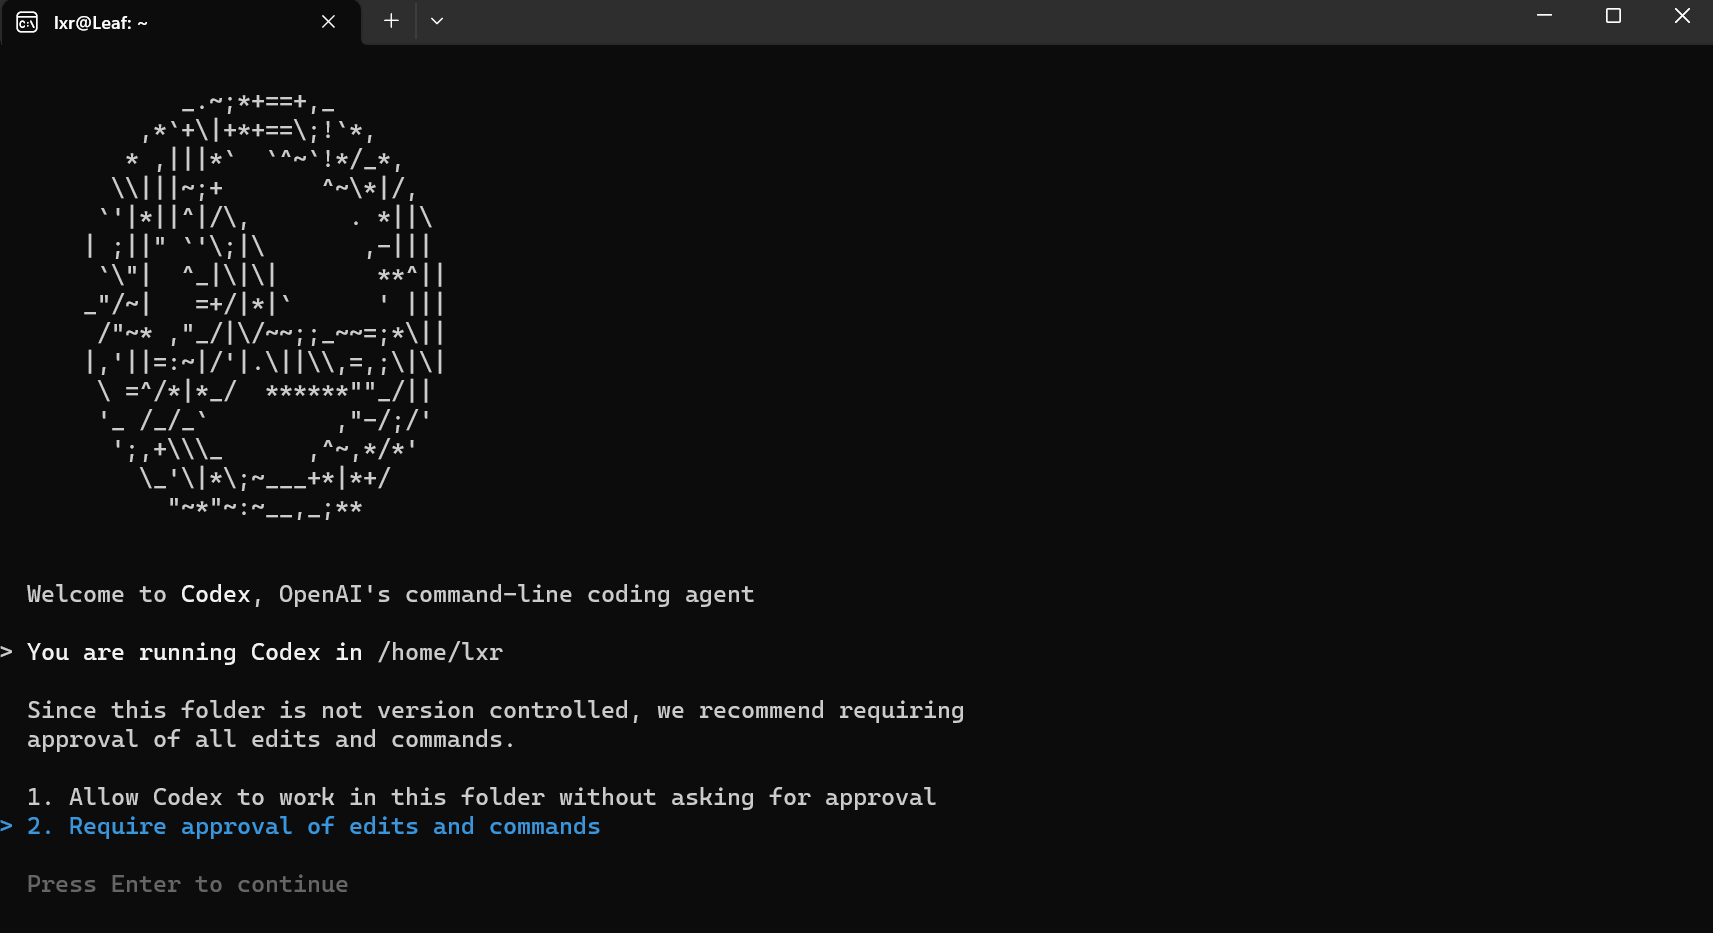 lxr@Leaf: ~
_.~;*+==+,_
,*`+\|+*+==\;!`*,
* ,|||*`  `^~`!*/_*,
\\|||~;+       ^~\*|/,
`'|*||^|/\,       . *||\
| ;||" `'\;|\       ,-|||
`\"|  ^_|\|\|       **^||
_"/~|   =+/|*|`      ' |||
/"~* ,"_/|\/~~;;_~~=;*\||
|,'||=:~|/'|.\||\\,=,;\|\|
\ =^/*|*_/  ******""_/||
'_ /_/_`         ,"-/;/'
';,+\\\_      ,^~,*/*'
\_'\|*\;~___+*|*+/
"~*"~:~__,_;**
Welcome to Codex, OpenAI's command-line coding agent
> You are running Codex in /home/lxr
Since this folder is not version controlled, we recommend requiring
approval of all edits and commands.
1. Allow Codex to work in this folder without asking for approval
> 2. Require approval of edits and commands
Press Enter to continue